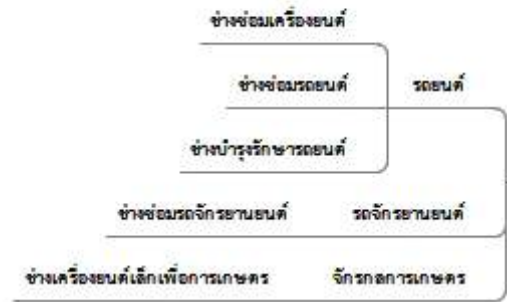 ช่างซ่อมเครื่องยนต์
ช่างซ่อมรถยนต์ รถยนต์
ช่างบำรุงรักษารถยนต์
ช่างซ่อมรถจักรยานยนต์ รถจักรยานยนต์
ช่างเครื่องยนต์เล็กเพื่อการเกษตร จักรกลการเกษตร